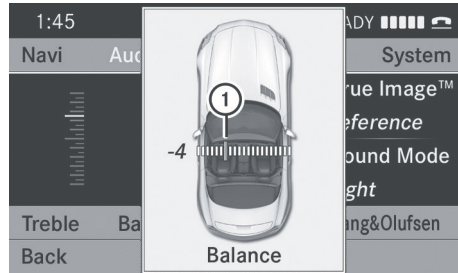 1:45
ADY
Navi
Aud
System
rue Image™
eference
ound Mode
ght
1
-4
Treble
Ba
ng&Olufsen
Back
Balance